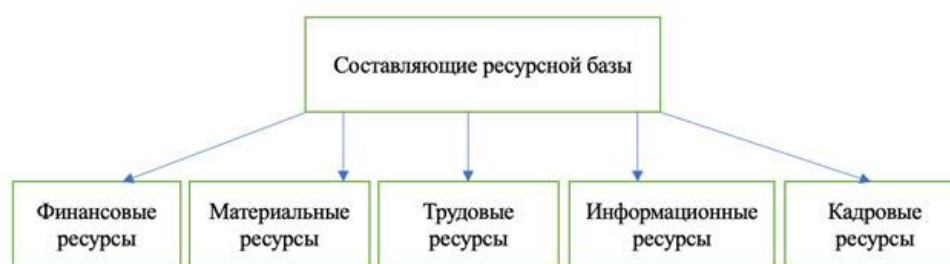 Составляющие ресурсной базы
Финансовые
ресурсы
Материальные
ресурсы
Трудовые
ресурсы
Информационные
ресурсы
Кадровые
ресурсы